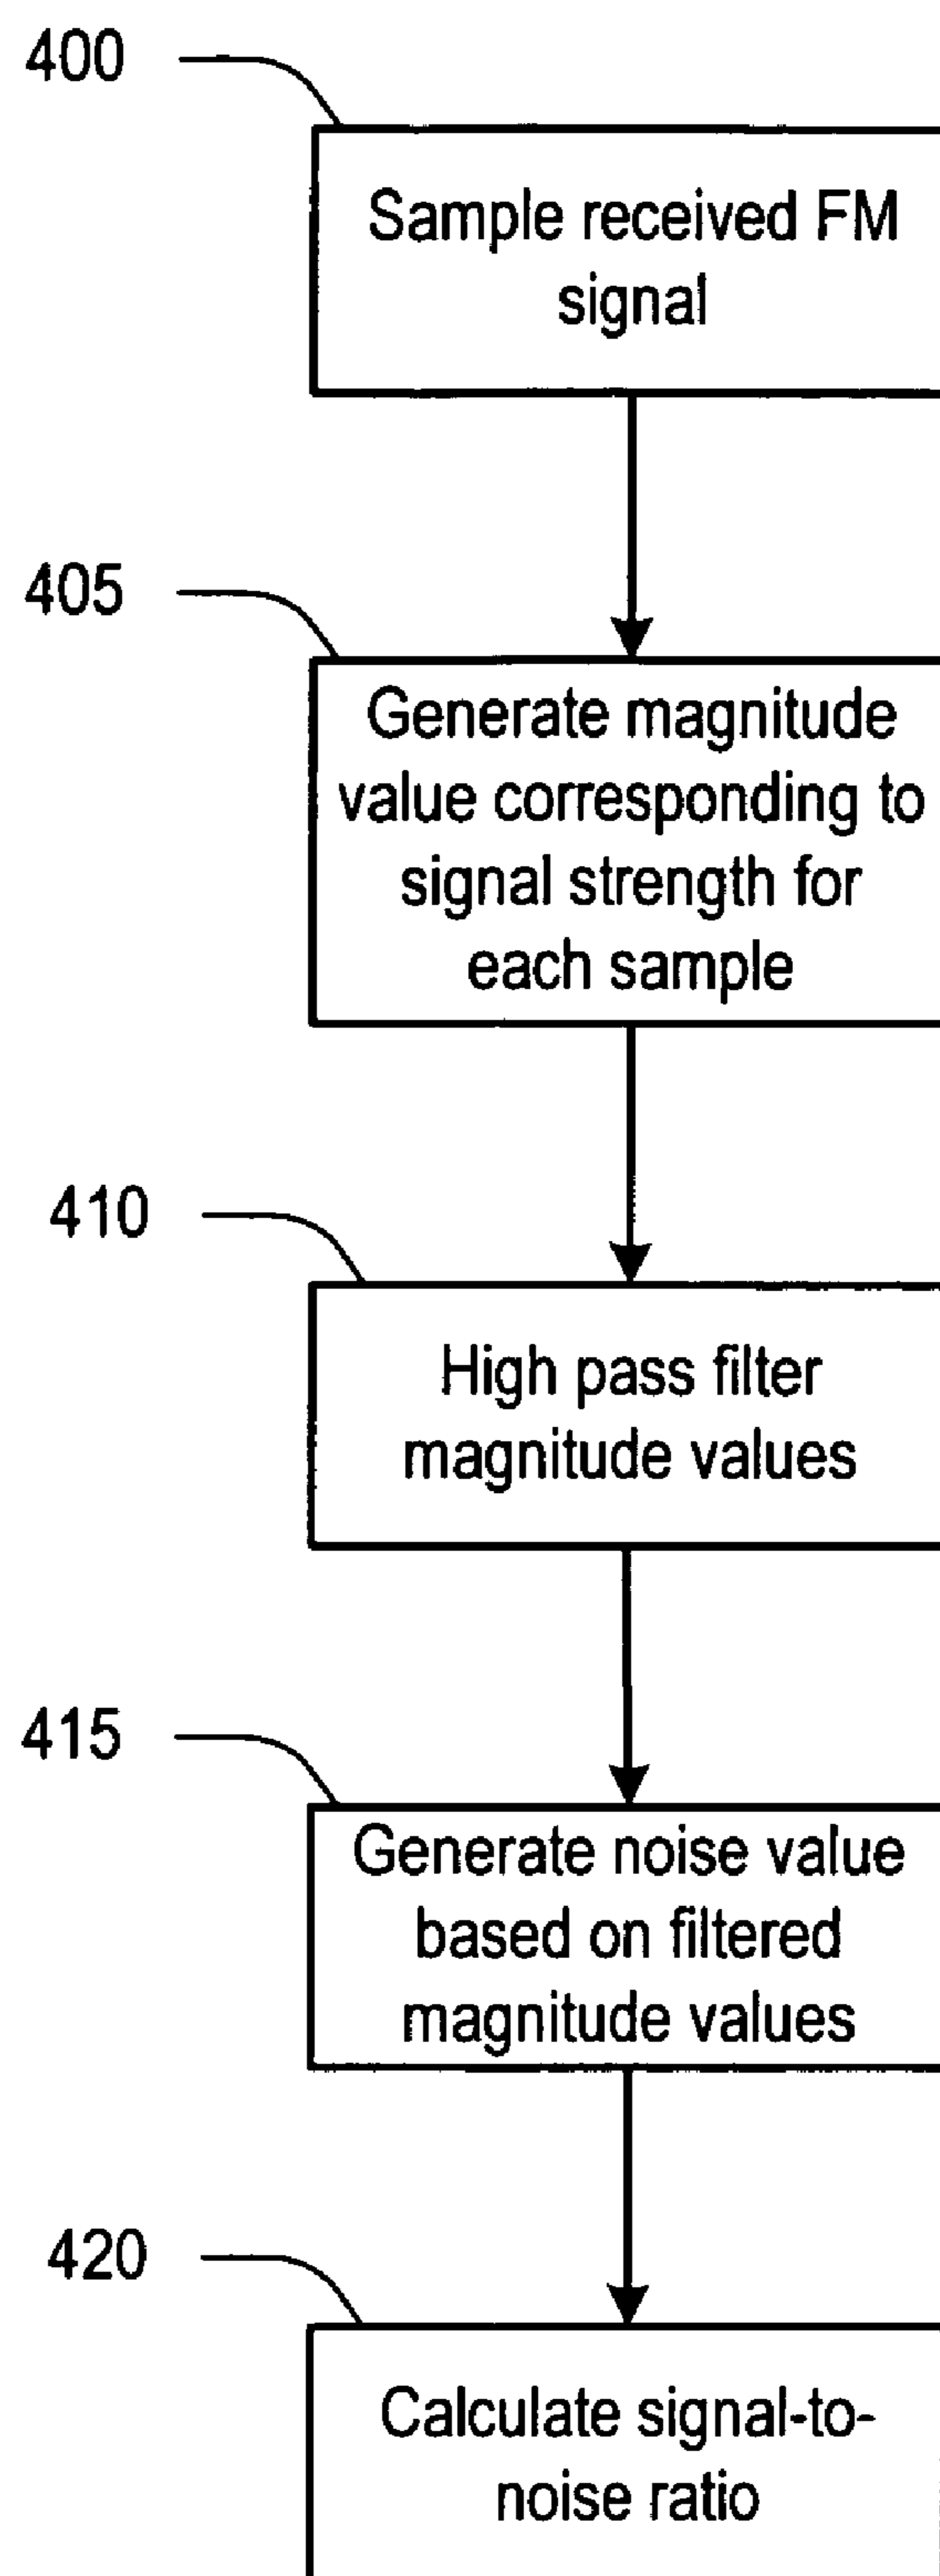 400
Sample received FM
signal
405
Generate magnitude
value corresponding to
signal strength for
each sample
410
High pass filter
magnitude values
415
Generate noise value
based on filtered
magnitude values
420
Calculate signal-to-
noise ratio